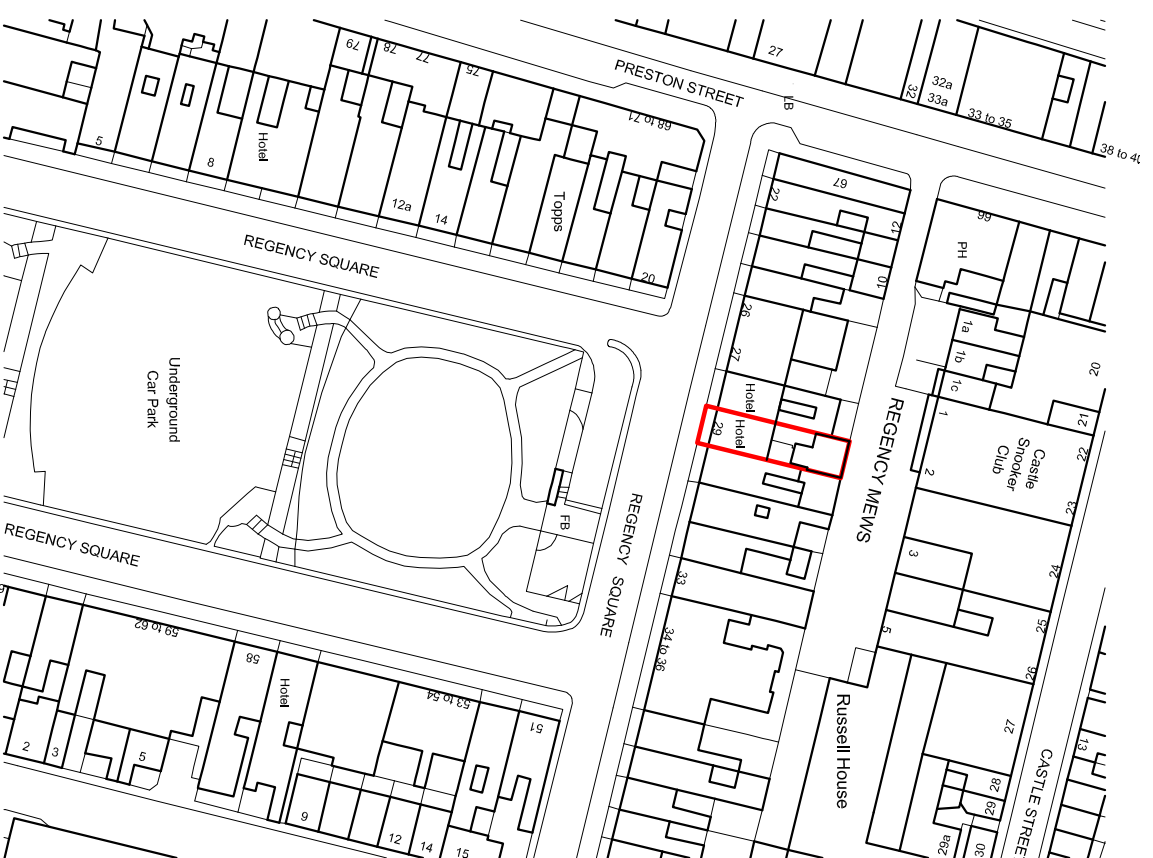 27
PRESTON STREET
LB
32
32a
33a
33 to 35
38 to 4
79
78
77
75
68 to 71
5
8
Hotel
12a
14
Topps
20
REGENCY SQUARE
67
22
12
10
26
27
Hotel
29
Hotel
66
PH
1a
1b
1c
1
2
20
21
22
23
24
25
26
27
28
29
29a
30
Castle
Snooker
Club
REGENCY MEWS
3
5
Underground
Car Park
FB
REGENCY SQUARE
REGENCY SQUARE
33
34 to 36
Russell House
CASTLE STREE
13
59 to 62
58
Hotel
53 to 54
51
2
3
5
9
12
14
15